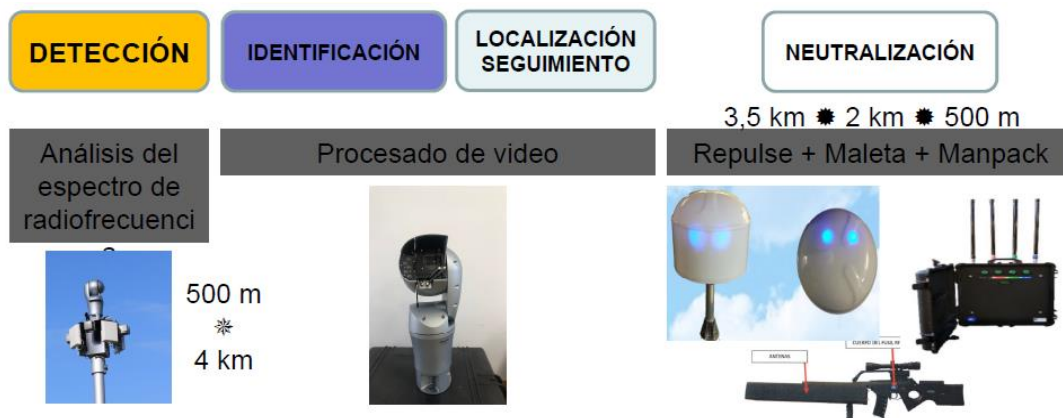 DETECCIÓN
IDENTIFICACIÓN
LOCALIZACIÓN
SEGUIMIENTO
NEUTRALIZACIÓN
3,5 km ✹ 2 km ✹ 500 m
Análisis del
espectro de
radiofrecuenci
Procesado de video
Repulse + Maleta + Manpack
500 m
✴
4 km
ANTENAS